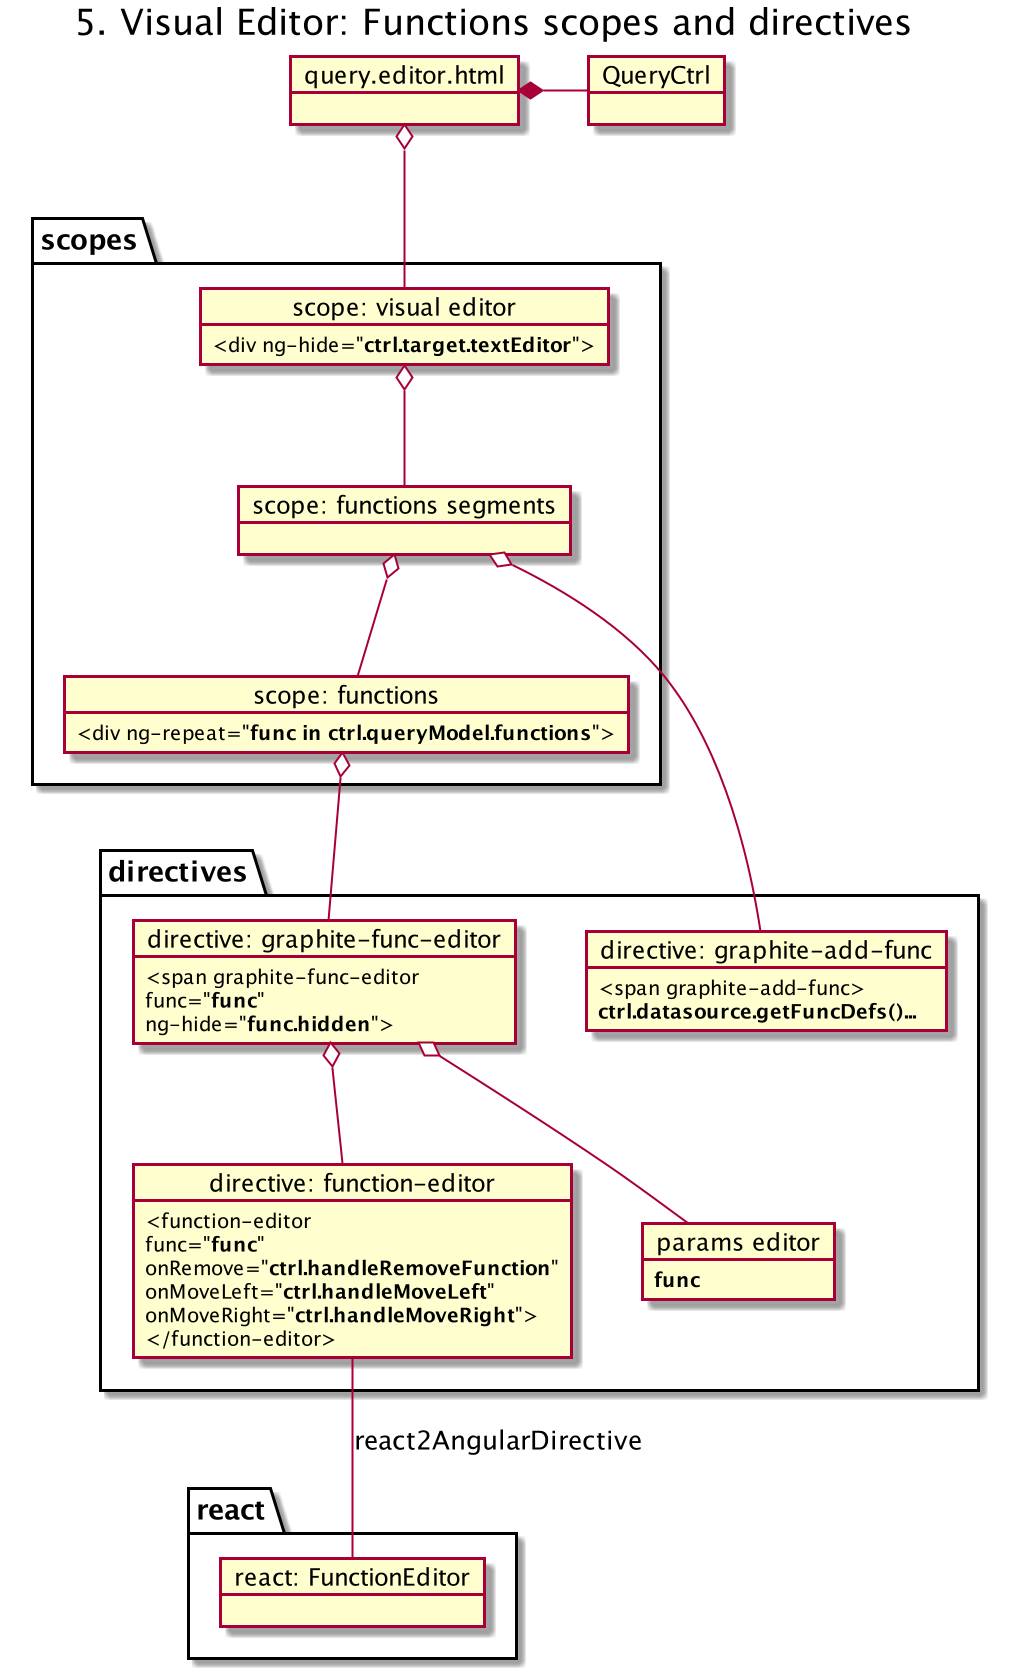 5. Visual Editor: Functions scopes and directives
query.editor.html
QueryCtrl
scopes
scope: visual editor
<div ng-hide="ctrl.target.textEditor">
scope: functions segments
scope: functions
<div ng-repeat="func in ctrl.queryModel.functions">
directives
directive: graphite-func-editor
<span graphite-func-editor
func="func"
ng-hide="func.hidden">
directive: graphite-add-func
<span graphite-add-func>
ctrl.datasource.getFuncDefs()...
directive: function-editor
<function-editor
func="func"
onRemove="ctrl.handleRemoveFunction"
onMoveLeft="ctrl.handleMoveLeft"
onMoveRight="ctrl.handleMoveRight">
</function-editor>
params editor
func
react2AngularDirective
react
react: FunctionEditor